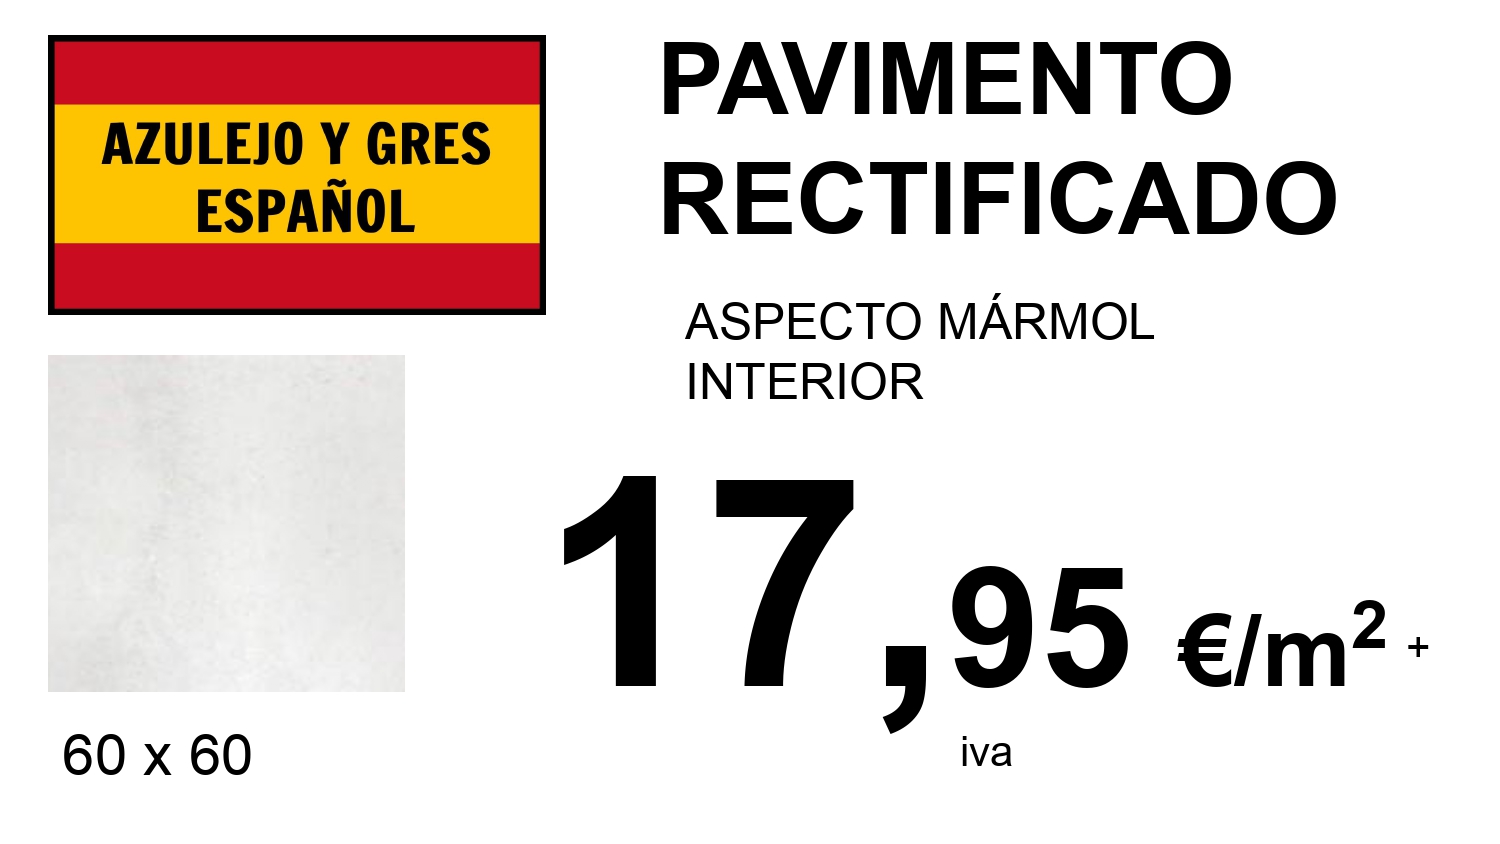 AZULEJO Y GRES
ESPAÑOL
PAVIMENTO
RECTIFICADO
ASPECTO MÁRMOL
INTERIOR
17,95 €/m² +
iva
60 x 60